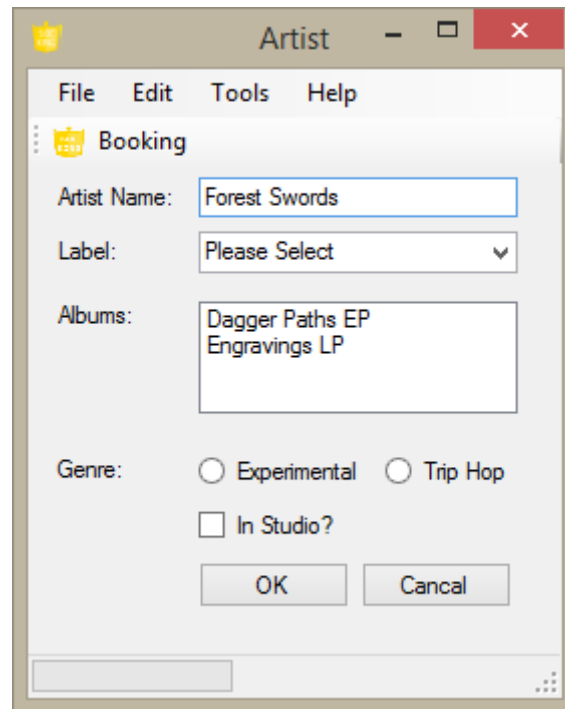 Artist
File Edit Tools Help
Booking
Artist Name: Forest Swords
Label: Please Select
Albums: Dagger Paths EP
Engravings LP
Genre: Experimental Trip Hop
In Studio?
OK Cancal